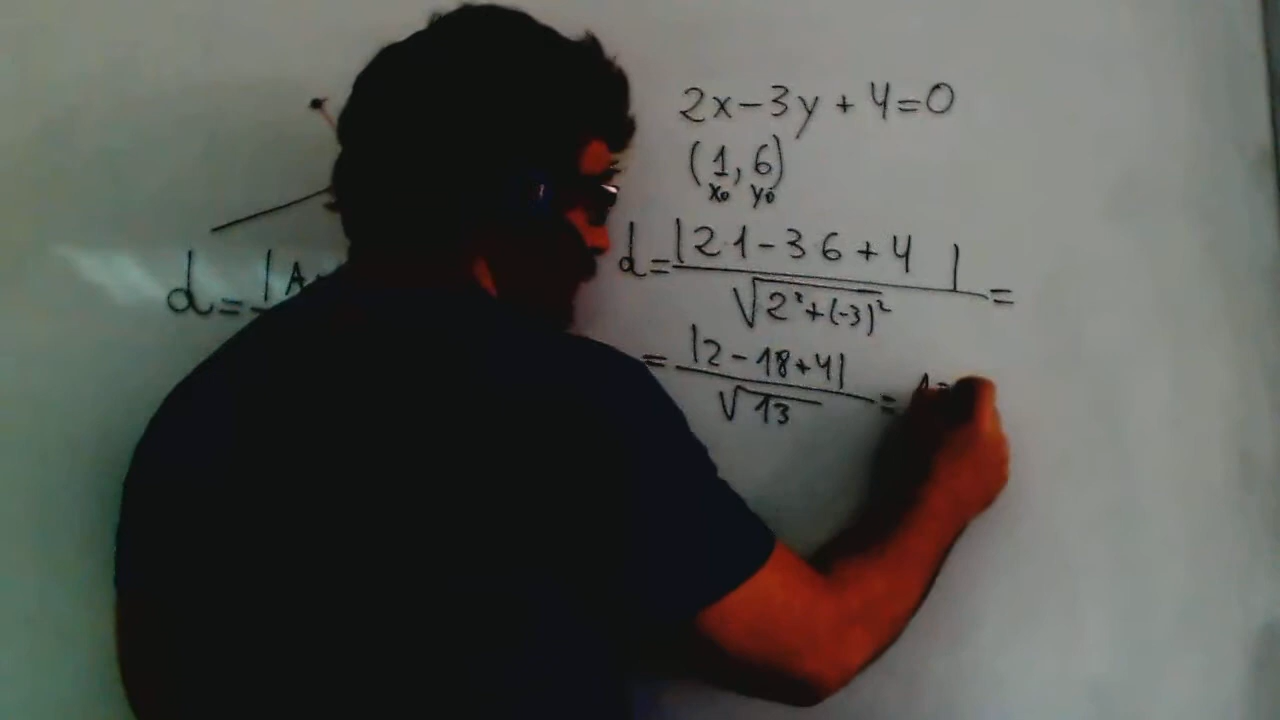 2x-3y+4=0
(1, 6)
x₀ y₀
d=|2·1-3·6+4|/√(2²+(-3)²)=
d=|A
=|2-18+4|/√13=